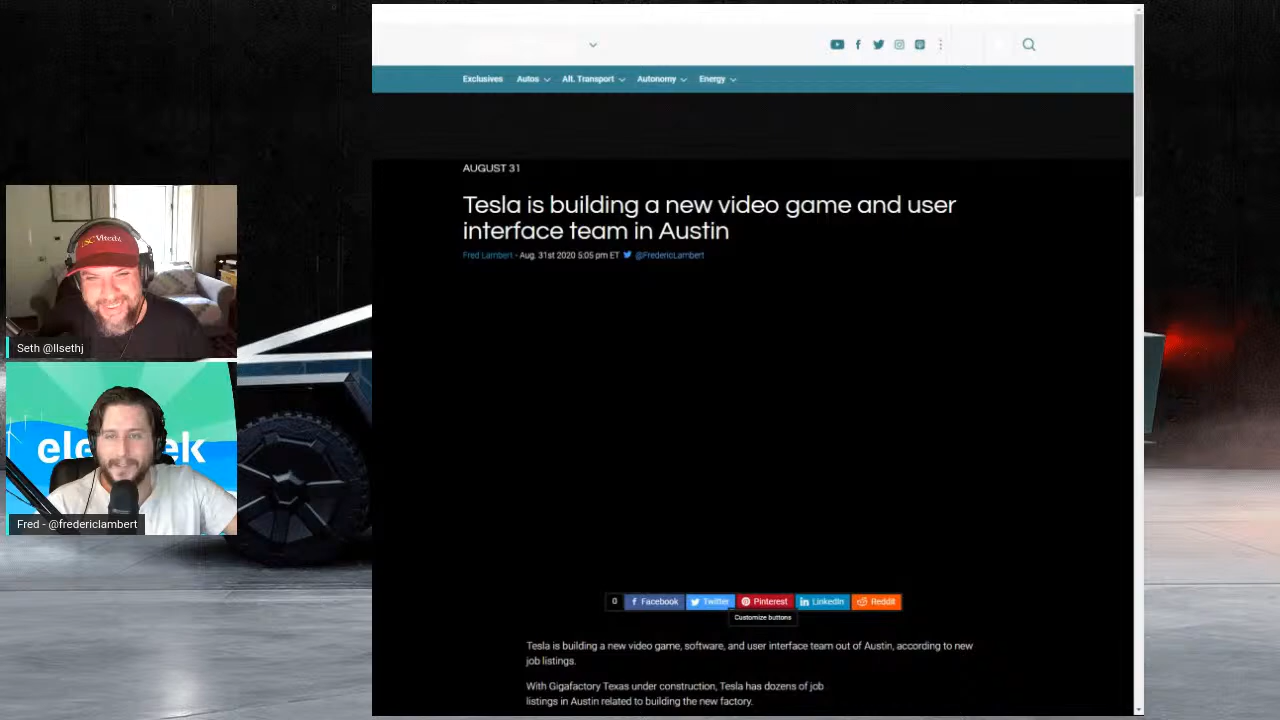 Exclusives Autos Alt. Transport Autonomy Energy
AUGUST 31
Tesla is building a new video game and user
interface team in Austin
Fred Lambert - Aug. 31st 2020 5:05 pm ET @FredericLambert
0 Facebook Twitter Pinterest LinkedIn Reddit
Customize buttons
Tesla is building a new video game, software, and user interface team out of Austin, according to new
job listings.
With Gigafactory Texas under construction, Tesla has dozens of job
listings in Austin related to building the new factory.
Seth @llsethj
Fred - @fredericlambert